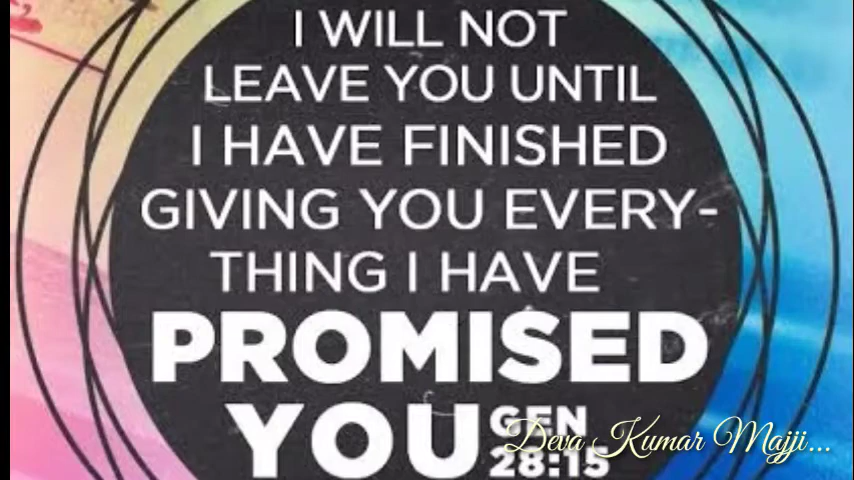 I WILL NOT
LEAVE YOU UNTIL
I HAVE FINISHED
GIVING YOU EVERY-
THING I HAVE
PROMISED
YOU GEN
28:15
Deva Kumar Majji...